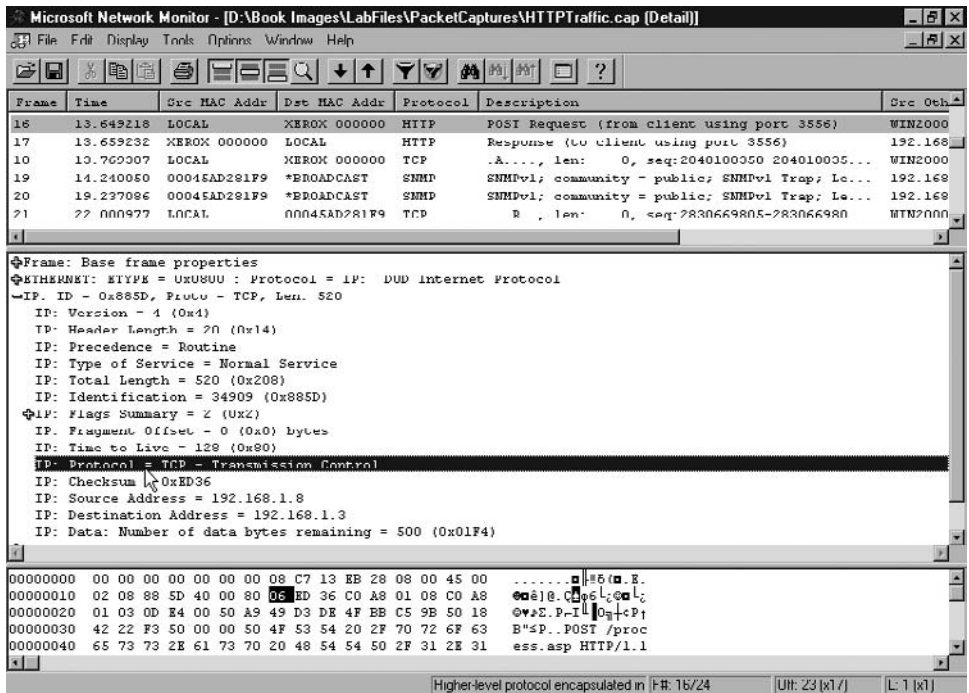 Microsoft Network Monitor - [D:\Book Images\LabFiles\PacketCaptures\HTTPTraffic.cap (Detail)]
File Edit Display Tools Options Window Help
Frame Time Src MAC Addr Dst MAC Addr Protocol Description Src Oth
16 13.649218 LOCAL XEROX 000000 HTTP POST Request (from client using port 3556) WIN2000
17 13.659232 XEROX 000000 LOCAL HTTP Response (to client using port 3556) 192.168
LOCAL XEROX 000000 TCP .A...., len: 0, WIN2000
19 00045AD281F9 *BROADCAST SNMP SNMPv1; community = public; SNMPv1 Trap; Le... 192.168
20 19.237086 00045AD281F9 *BROADCAST SNMP SNMPv1; community = public; SNMPv1 Trap; Le... 192.168
21 22.000977 LOCAL 00045AD281F9 TCP R , len: 0, WIN2000
Frame: Base frame properties
ETHERNET: ETYPE = 0x0800 : Protocol = IP: DOD Internet Protocol
IP: ID = 0x885D; Proto = TCP; Len: 520
IP: Version = 4 (0x4)
IP: Header Length = 20 (0x14)
IP: Precedence = Routine
IP: Type of Service = Normal Service
IP: Total Length = 520 (0x208)
IP: Identification = 34909 (0x885D)
IP: Flags Summary = 2 (0x2)
IP: Fragment Offset = 0 (0x0) bytes
IP: Time to Live = 128 (0x80)
IP: Protocol = TCP - Transmission Control
IP: Checksum = 0xED36
IP: Source Address = 192.168.1.8
IP: Destination Address = 192.168.1.3
IP: Data: Number of data bytes remaining = 500 (0x01F4)
00000000 00 00 00 00 00 00 00 08 C7 13 EB 28 08 00 45 00
00000010 02 08 88 5D 40 00 80 06 ED 36 C0 A8 01 08 C0 A8
00000020 01 03 0D E4 00 50 A9 49 D3 DE 4F BB C5 9B 50 18
00000030 42 22 F3 50 00 00 50 4F 53 54 20 2F 70 72 6F 63 B"≤P..POST /proc
00000040 65 73 73 2E 61 73 70 20 48 54 54 50 2F 31 2E 31 ess.asp HTTP/1.1
Higher-level protocol encapsulated in F#: 16/24 Off: 23 (x17) L: 1 (x1)